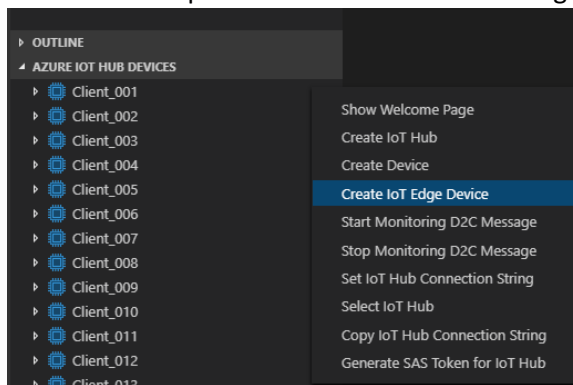 OUTLINE
AZURE IOT HUB DEVICES
Client_001
Client_002
Client_003
Client_004
Client_005
Client_006
Client_007
Client_008
Client_009
Client_010
Client_011
Client_012
Show Welcome Page
Create IoT Hub
Create Device
Create IoT Edge Device
Start Monitoring D2C Message
Stop Monitoring D2C Message
Set IoT Hub Connection String
Select IoT Hub
Copy IoT Hub Connection String
Generate SAS Token for IoT Hub